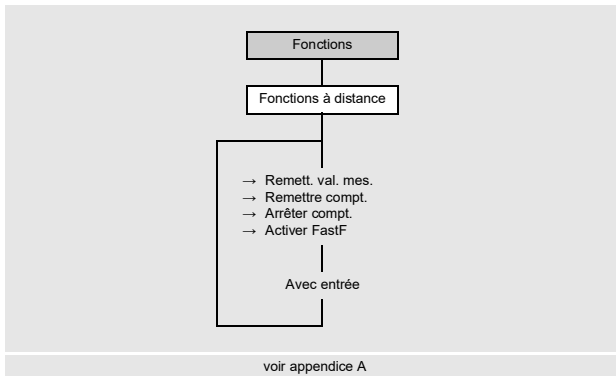 Fonctions
Fonctions à distance
→ Remett. val. mes.
→ Remettre compt.
→ Arrêter compt.
→ Activer FastF
Avec entrée
voir appendice A